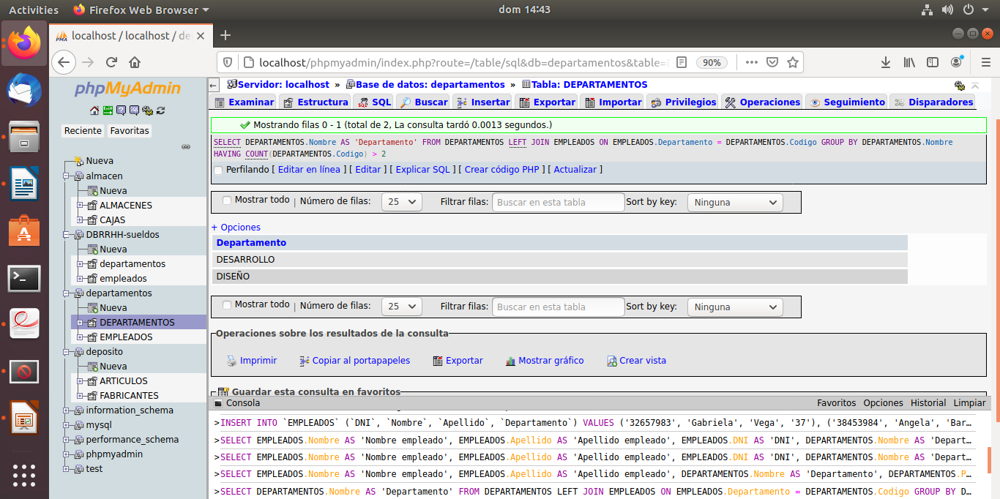 Activities
Firefox Web Browser
dom 14:43
localhost / localhost / de
localhost/phpmyadmin/index.php?route=/table/sql&db=departamentos&table=
90%
phpMyAdmin
Reciente
Favoritas
Nueva
almacen
Nueva
ALMACENES
CAJAS
DBRRHH-sueldos
Nueva
departamentos
empleados
departamentos
Nueva
DEPARTAMENTOS
EMPLEADOS
deposito
Nueva
ARTICULOS
FABRICANTES
information_schema
mysql
performance_schema
phpmyadmin
test
Servidor: localhost » Base de datos: departamentos » Tabla: DEPARTAMENTOS
Examinar Estructura SQL Buscar Insertar Exportar Importar Privilegios Operaciones Seguimiento Disparadores
Mostrando filas 0 - 1 (total de 2, La consulta tardó 0.0013 segundos.)
SELECT DEPARTAMENTOS.Nombre AS 'Departamento' FROM DEPARTAMENTOS LEFT JOIN EMPLEADOS ON EMPLEADOS.Departamento = DEPARTAMENTOS.Codigo GROUP BY DEPARTAMENTOS.Nombre
HAVING COUNT(DEPARTAMENTOS.Codigo) > 2
Perfilando [ Editar en línea ] [ Editar ] [ Explicar SQL ] [ Crear código PHP ] [ Actualizar ]
Mostrar todo | Número de filas: 25 Filtrar filas: Buscar en esta tabla Sort by key: Ninguna
+ Opciones
Departamento
DESARROLLO
DISEÑO
Mostrar todo | Número de filas: 25 Filtrar filas: Buscar en esta tabla Sort by key: Ninguna
Operaciones sobre los resultados de la consulta
Imprimir Copiar al portapapeles Exportar Mostrar gráfico Crear vista
Guardar esta consulta en favoritos
Consola Favoritos Opciones Historial Limpiar
>INSERT INTO `EMPLEADOS` (`DNI`, `Nombre`, `Apellido`, `Departamento`) VALUES ('32657983', 'Gabriela', 'Vega', '37'), ('38453984', 'Angela', 'Bar…
>SELECT EMPLEADOS.Nombre AS 'Nombre empleado', EMPLEADOS.Apellido AS 'Apellido empleado', EMPLEADOS.DNI AS 'DNI', DEPARTAMENTOS.Nombre AS 'Depart…
>SELECT EMPLEADOS.Nombre AS 'Nombre empleado', EMPLEADOS.Apellido AS 'Apellido empleado', EMPLEADOS.DNI AS 'DNI', DEPARTAMENTOS.Nombre AS 'Depart…
>SELECT EMPLEADOS.Nombre AS 'Nombre empleado', EMPLEADOS.Apellido AS 'Apellido empleado', DEPARTAMENTOS.Nombre AS 'Departamento', DEPARTAMENTOS.P…
>SELECT DEPARTAMENTOS.Nombre AS 'Departamento' FROM DEPARTAMENTOS LEFT JOIN EMPLEADOS ON EMPLEADOS.Departamento = DEPARTAMENTOS.Codigo GROUP BY D…